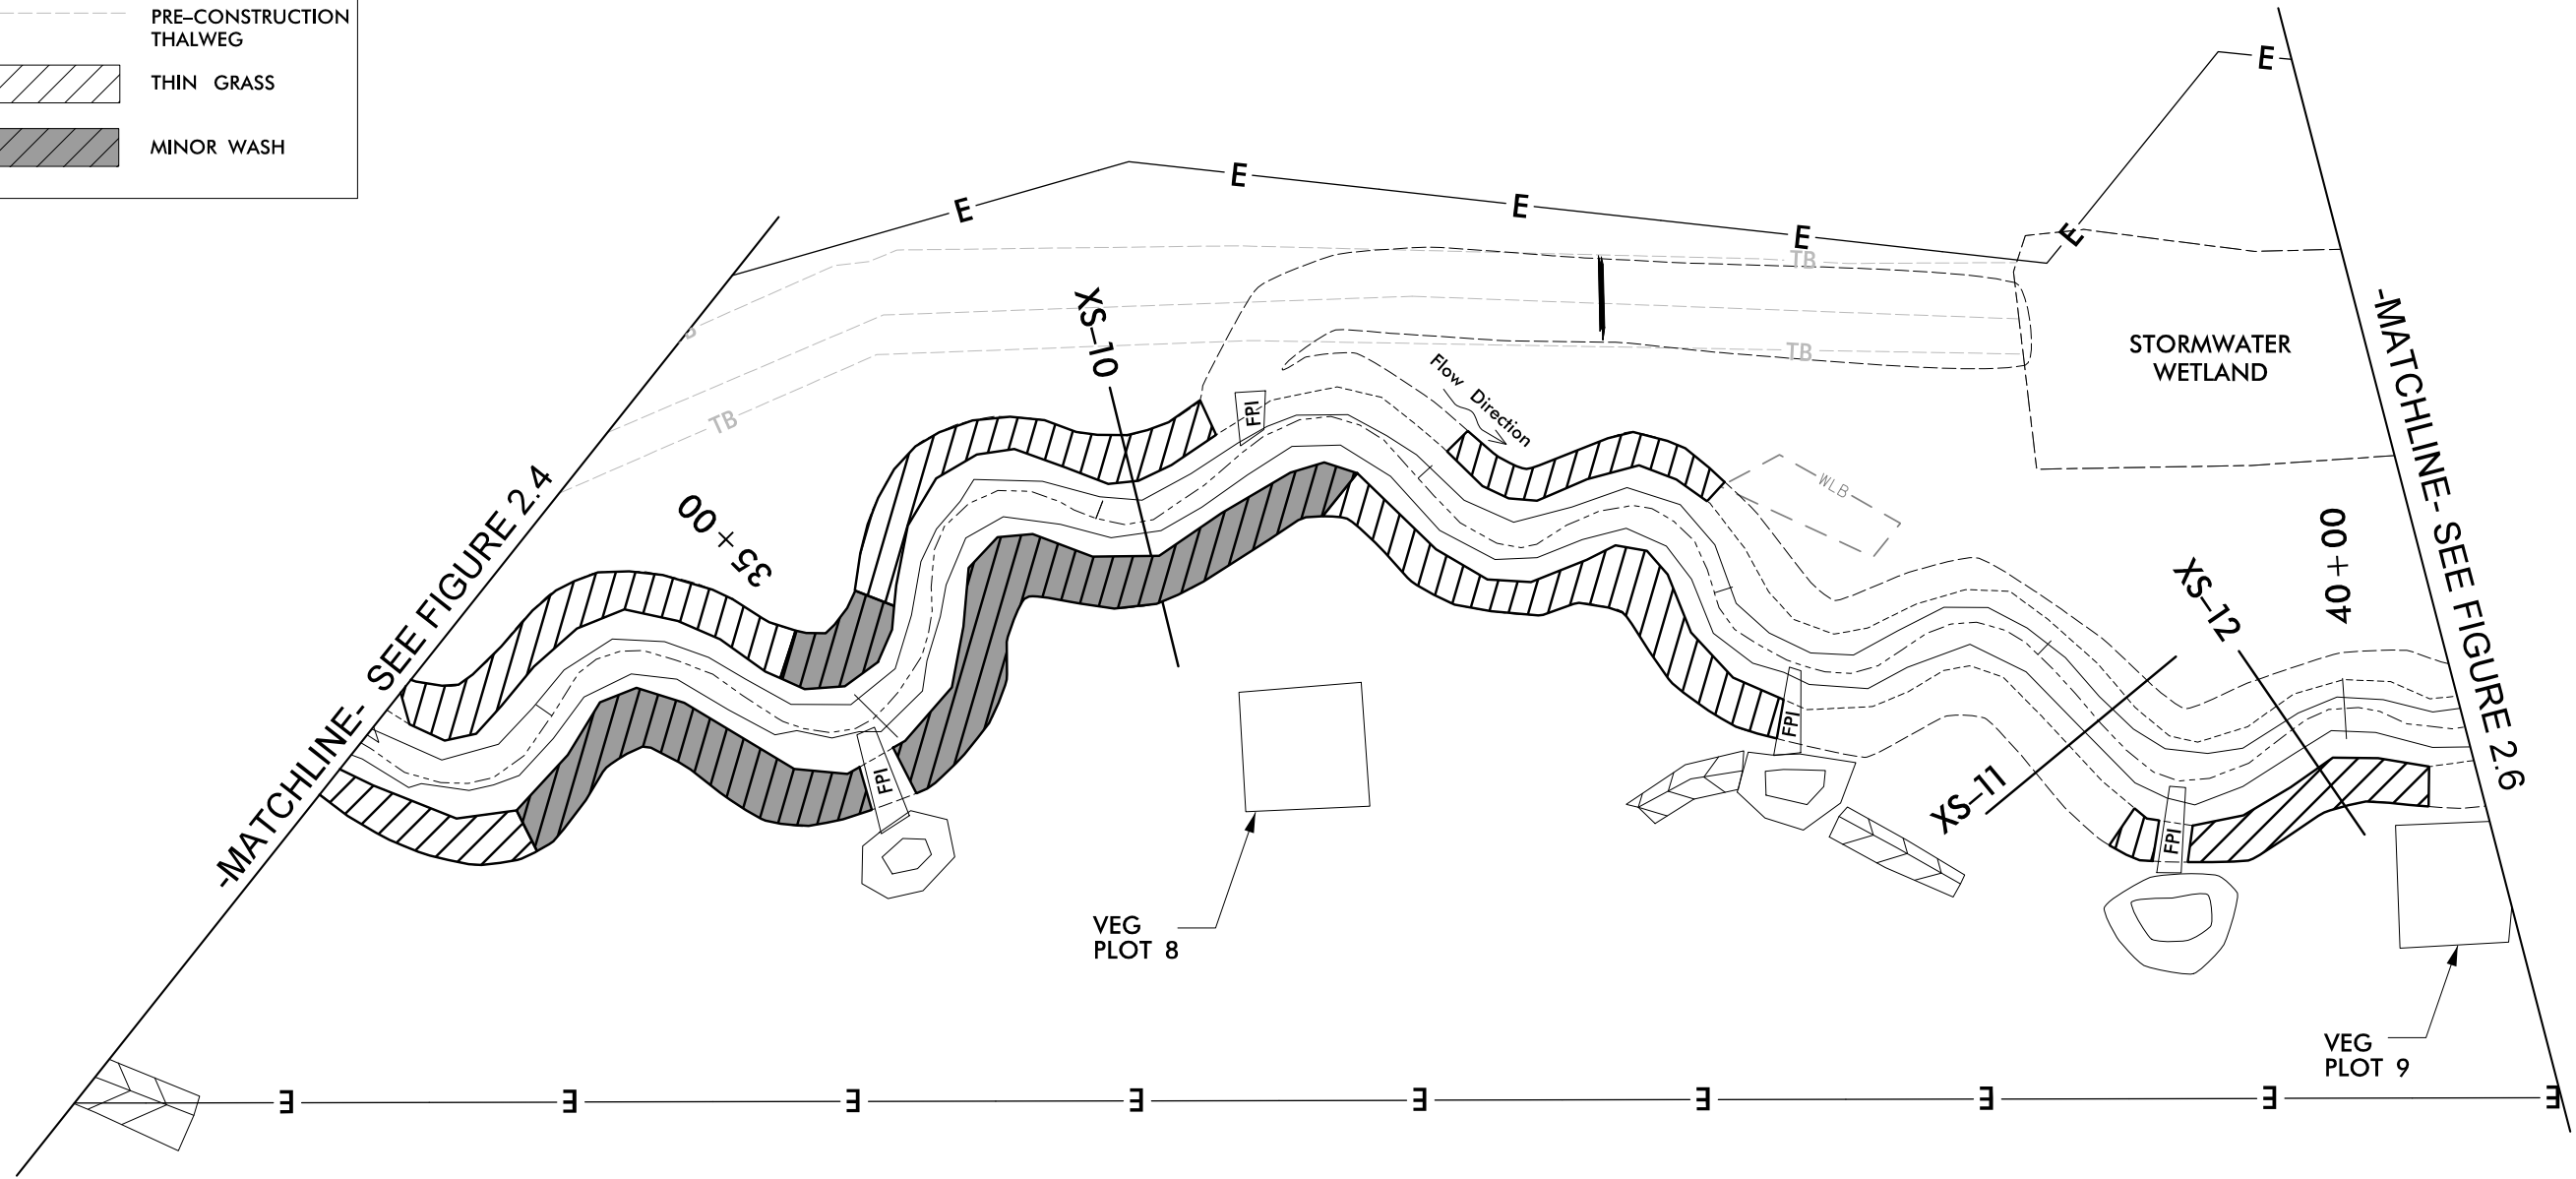 PRE–CONSTRUCTION
THALWEG
THIN GRASS
MINOR WASH
E
E
E
E
E
E
TB
TB
TB
B
STORMWATER
WETLAND
-MATCHLINE- SEE FIGURE 2.4
-MATCHLINE- SEE FIGURE 2.6
XS–10
Flow Direction
FPI
WLB
35+00
40+00
XS–12
XS–11
FPI
FPI
FPI
VEG
PLOT 8
VEG
PLOT 9
E
E
E
E
E
E
E
E
E